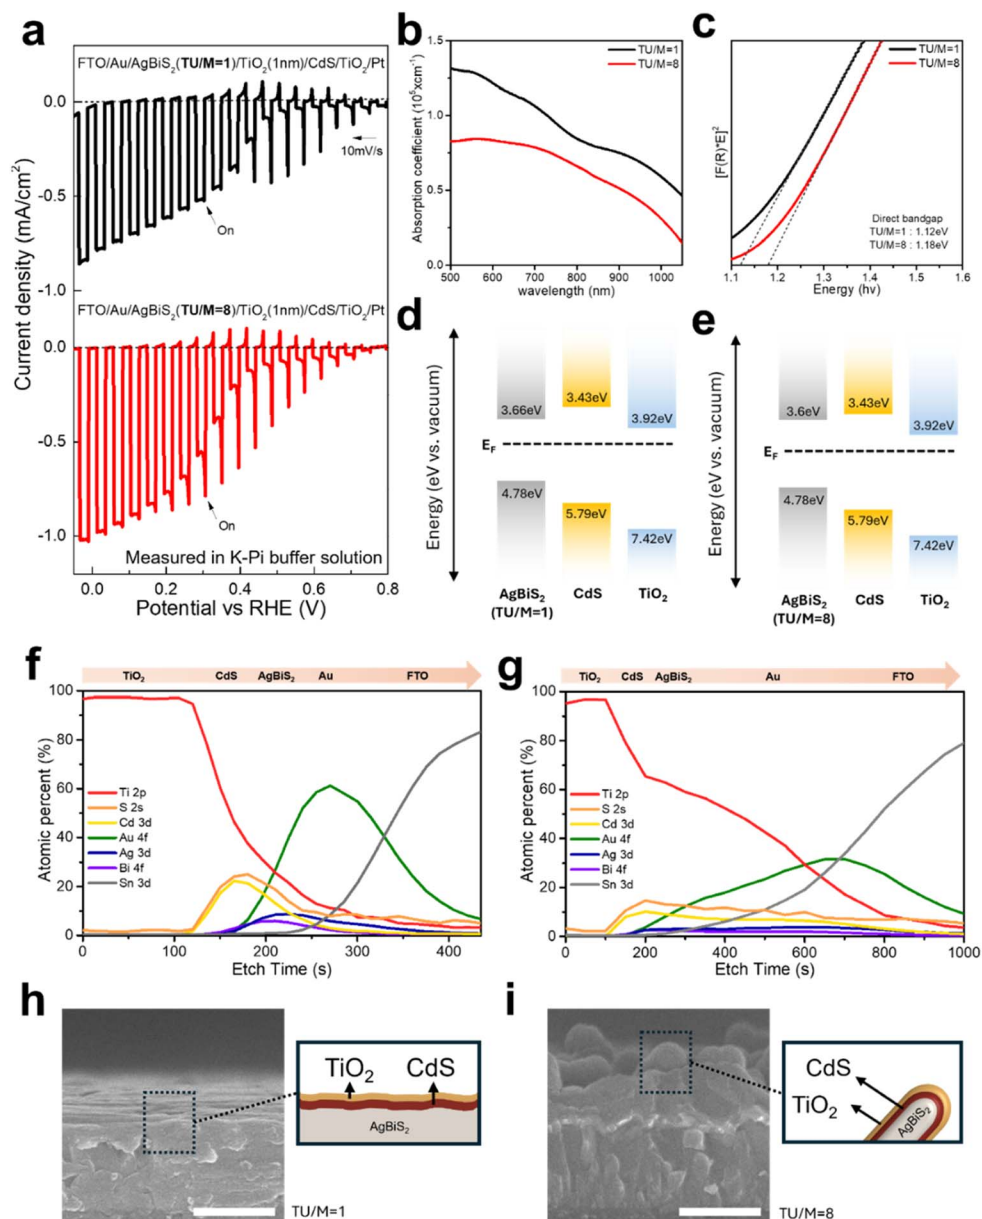 a
FTO/Au/AgBiS₂(TU/M=1)/TiO₂(1nm)/CdS/TiO₂/Pt
0.0
10mV/s
-0.5
On
-1.0
FTO/Au/AgBiS₂(TU/M=8)/TiO₂(1nm)/CdS/TiO₂/Pt
0.0
-0.5
On
-1.0
Measured in K-Pi buffer solution
Current density (mA/cm²)
0.0 0.2 0.4 0.6 0.8
Potential vs RHE (V)
b
1.5
TU/M=1
TU/M=8
1.0
0.5
0.0
Absorption coefficient (10⁵xcm⁻¹)
500 600 700 800 900 1000
wavelength (nm)
c
TU/M=1
TU/M=8
[F(R)*E]²
Direct bandgap
TU/M=1 : 1.12eV
TU/M=8 : 1.18eV
1.1 1.2 1.3 1.4 1.5 1.6
Energy (hv)
d
Energy (eV vs. vacuum)
3.66eV
3.43eV
3.92eV
E_F
4.78eV
5.79eV
7.42eV
AgBiS₂
(TU/M=1)
CdS
TiO₂
e
Energy (eV vs. vacuum)
3.6eV
3.43eV
3.92eV
E_F
4.78eV
5.79eV
7.42eV
AgBiS₂
(TU/M=8)
CdS
TiO₂
f
TiO₂ CdS AgBiS₂ Au FTO
100
80
60
40
20
0
Atomic percent (%)
Ti 2p
S 2s
Cd 3d
Au 4f
Ag 3d
Bi 4f
Sn 3d
0 100 200 300 400
Etch Time (s)
g
TiO₂ CdS AgBiS₂ Au FTO
100
80
60
40
20
0
Atomic percent (%)
Ti 2p
S 2s
Cd 3d
Au 4f
Ag 3d
Bi 4f
Sn 3d
0 200 400 600 800 1000
Etch Time (s)
h
TiO₂ CdS
AgBiS₂
TU/M=1
i
CdS
TiO₂
AgBiS₂
TU/M=8